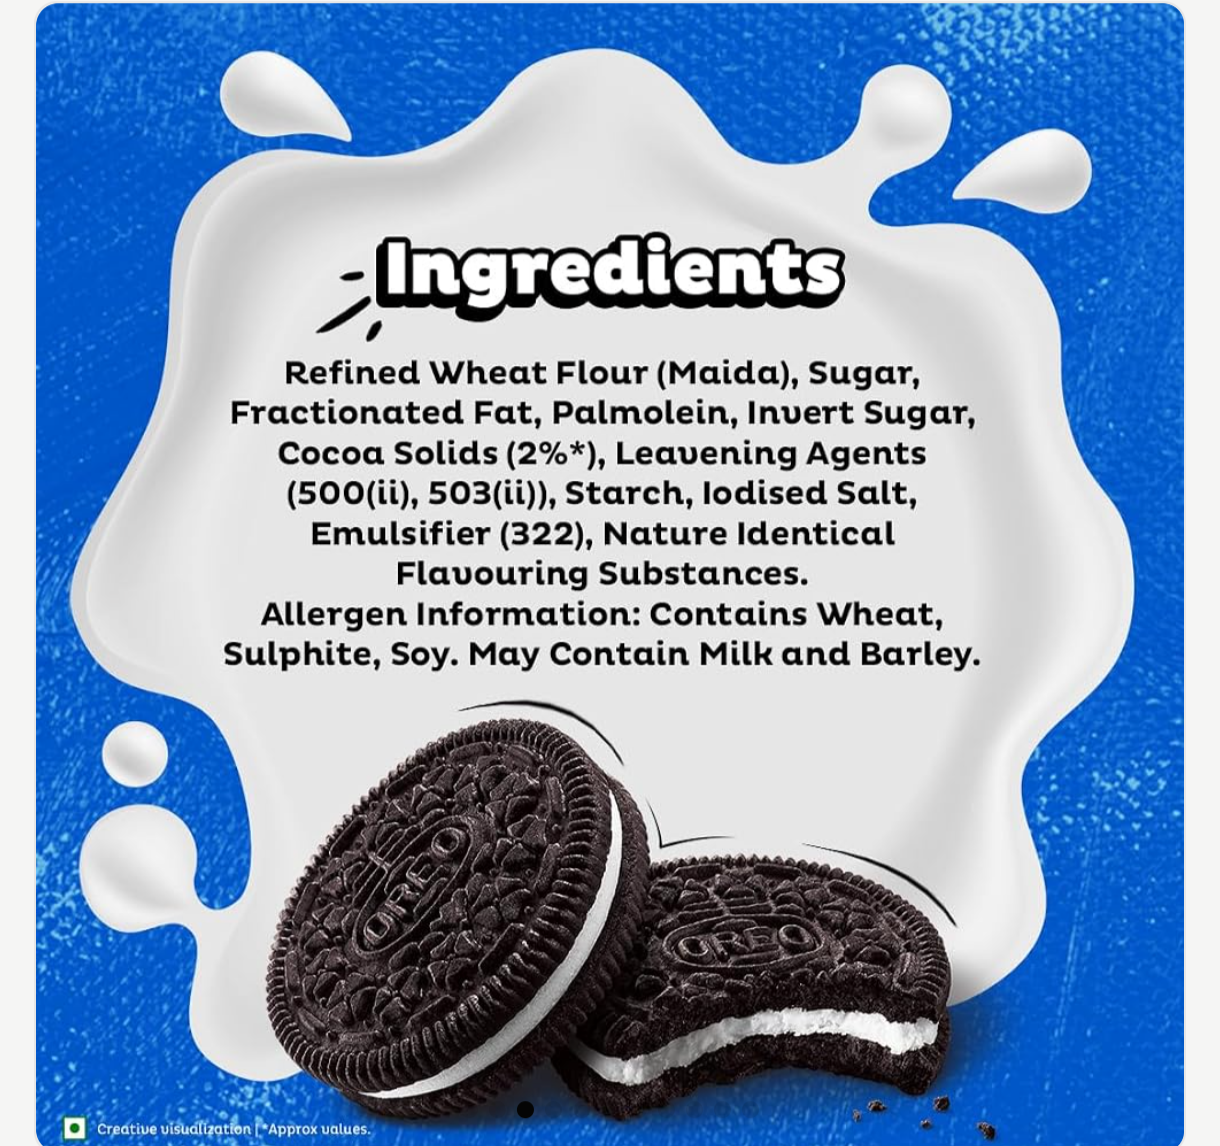 Ingredients
Refined Wheat Flour (Maida), Sugar,
Fractionated Fat, Palmolein, Invert Sugar,
Cocoa Solids (2%*), Leavening Agents
(500(ii), 503(ii)), Starch, Iodised Salt,
Emulsifier (322), Nature Identical
Flavouring Substances.
Allergen Information: Contains Wheat,
Sulphite, Soy. May Contain Milk and Barley.
OREO
OREO
Creative visualization | *Approx values.